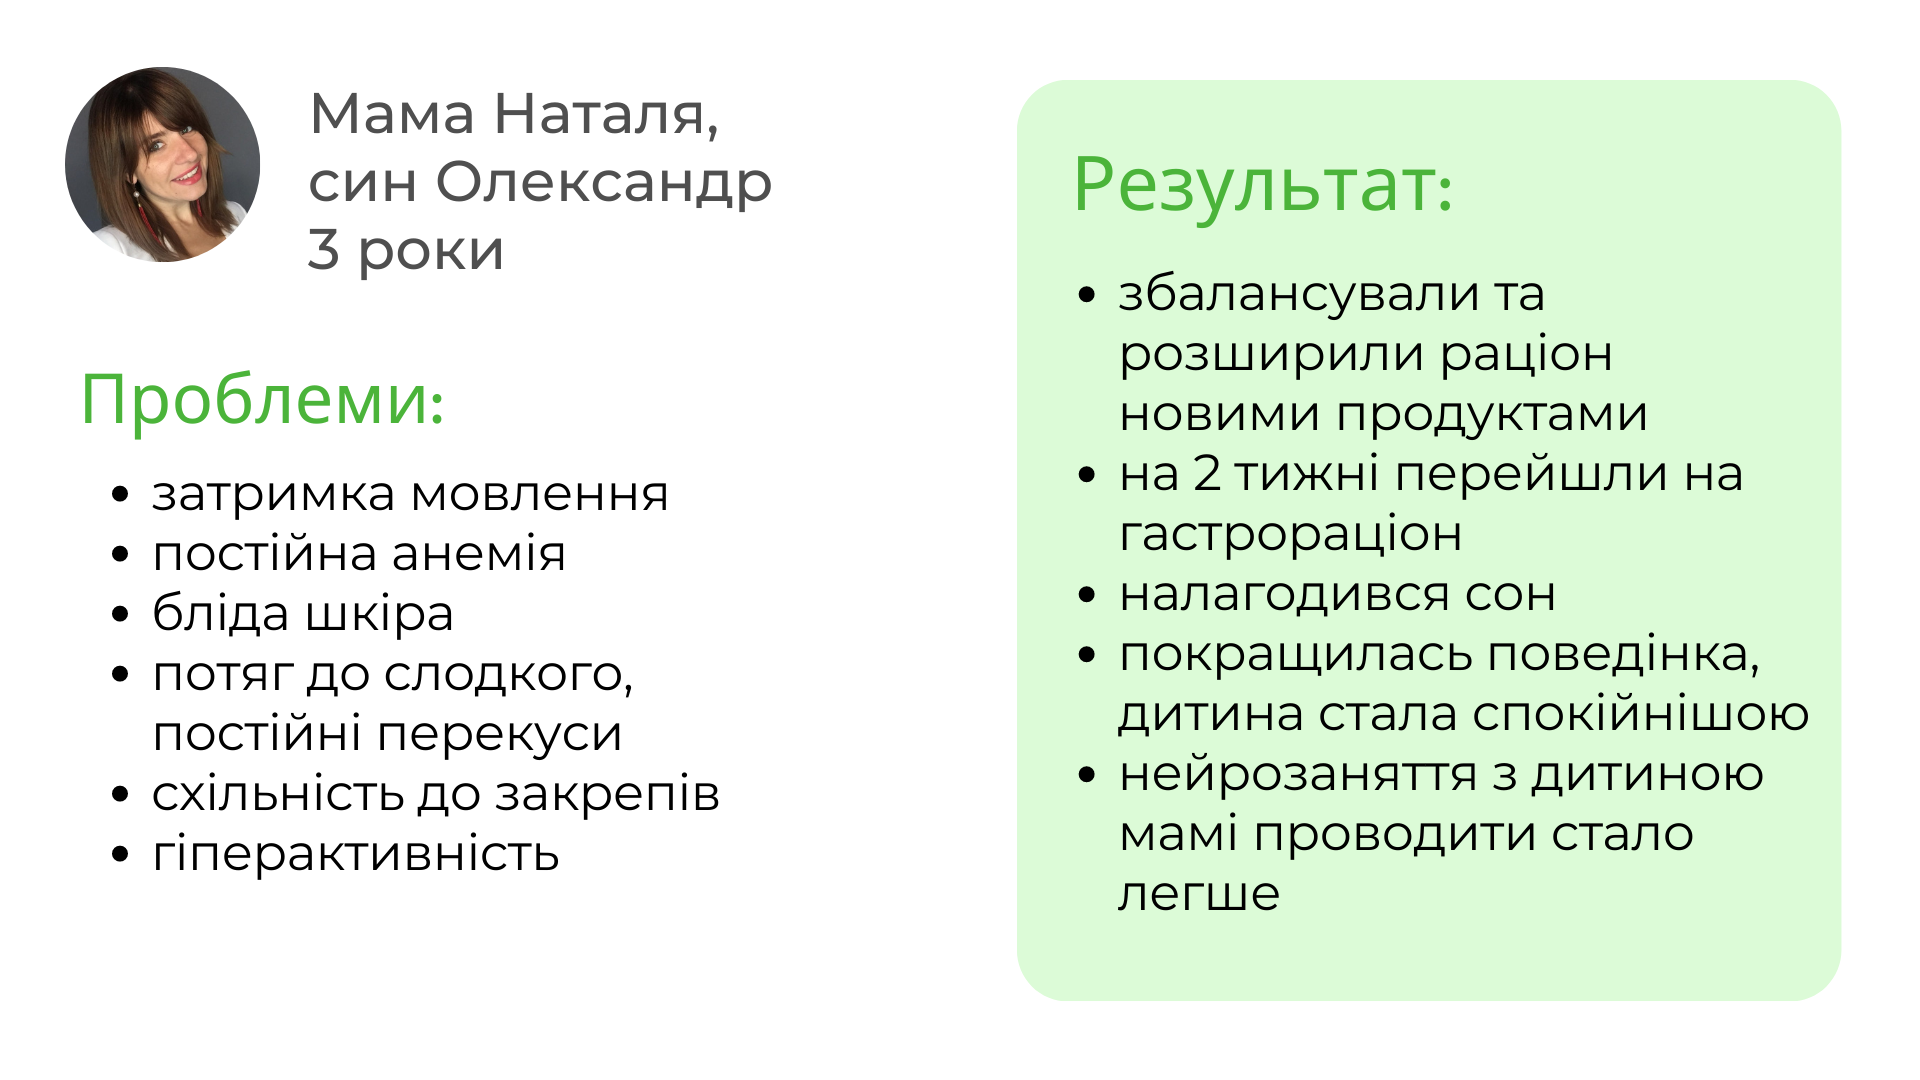 Мама Наталя,
син Олександр
3 роки
Проблеми:
• затримка мовлення
• постійна анемія
• бліда шкіра
• потяг до слодкого,
постійні перекуси
• схільність до закрепів
• гіперактивність
Результат:
• збалансували та
розширили раціон
новими продуктами
• на 2 тижні перейшли на
гастрораціон
• налагодився сон
• покращилась поведінка,
дитина стала спокійнішою
• нейрозаняття з дитиною
мамі проводити стало
легше